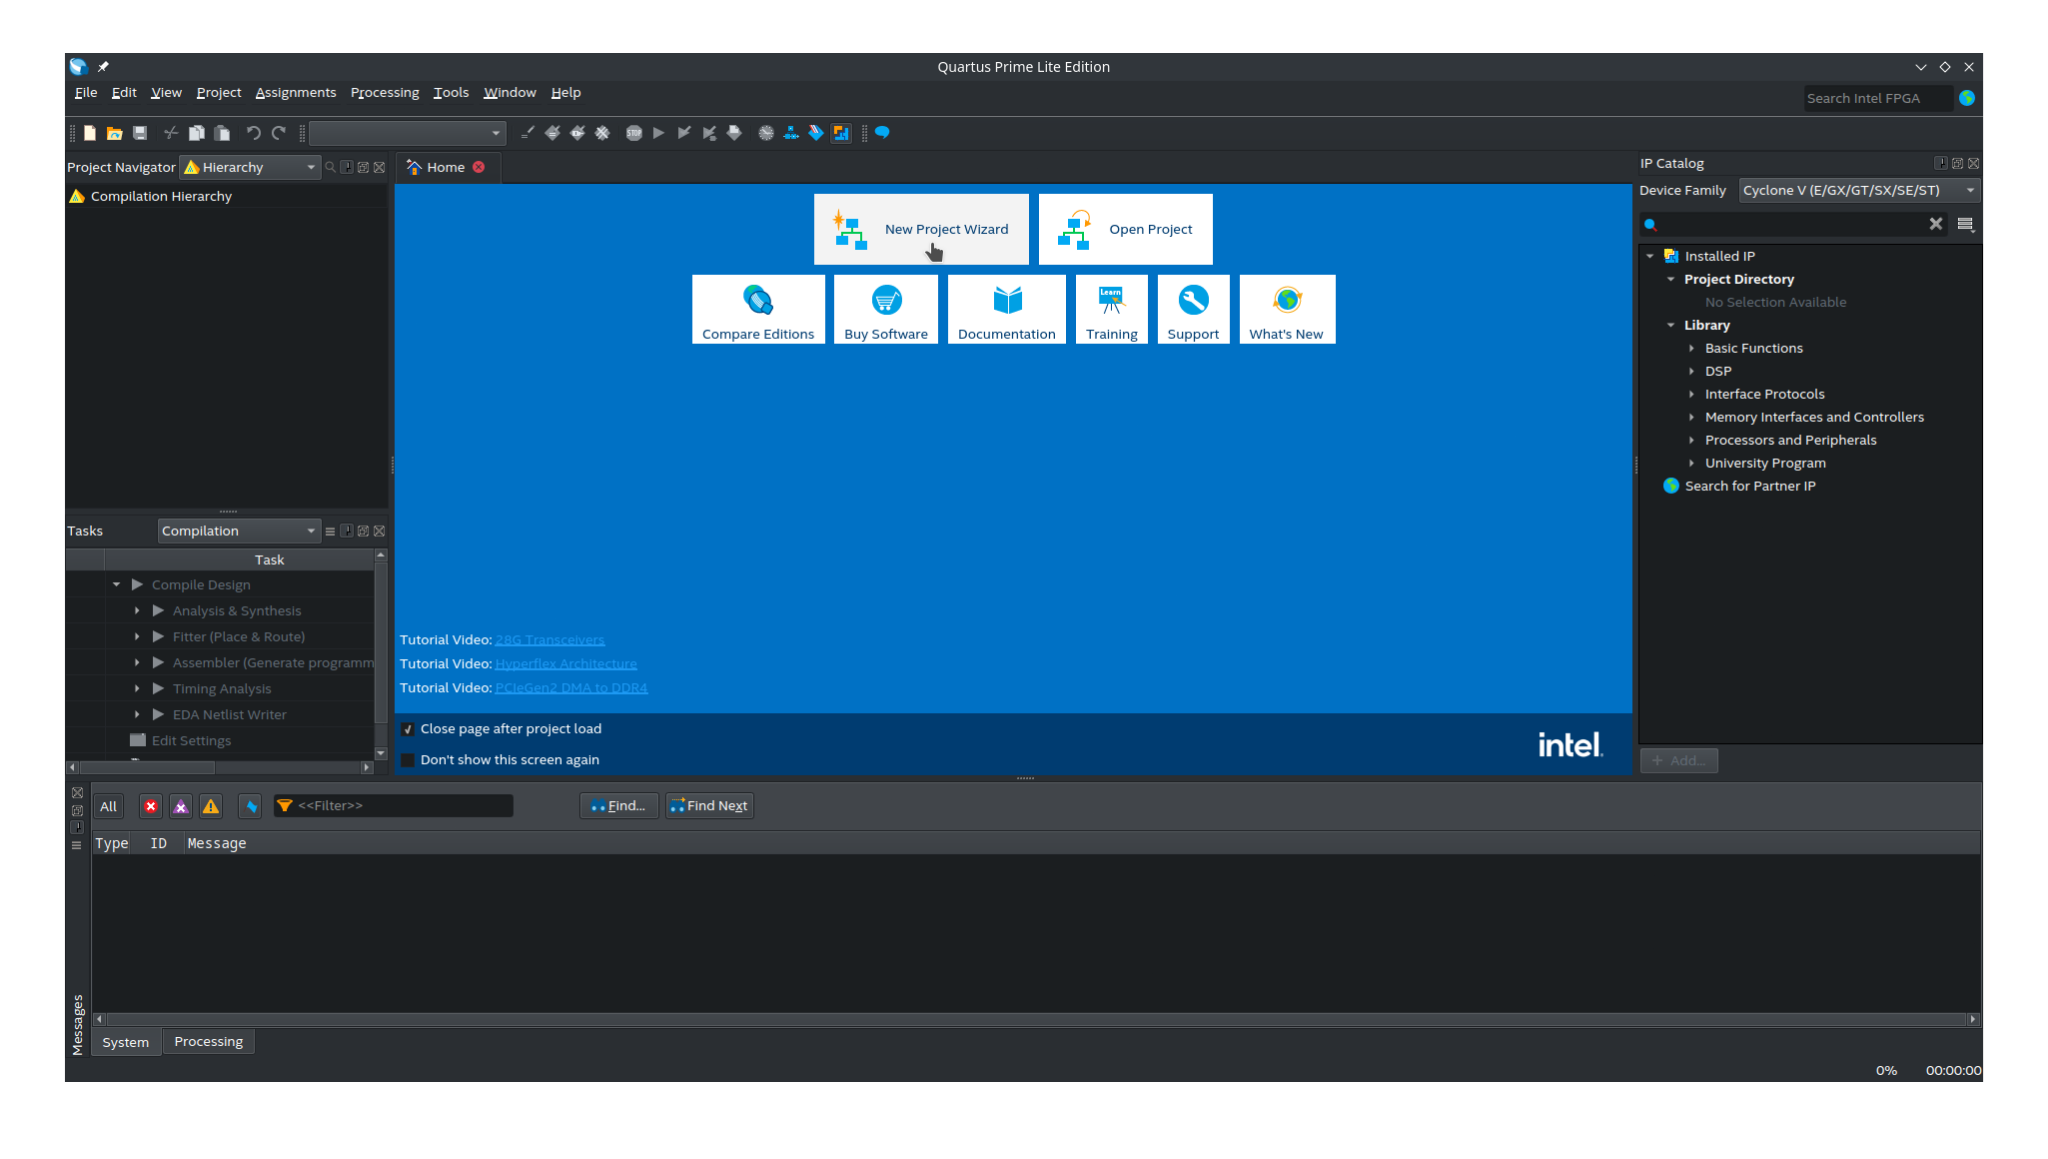 Quartus Prime Lite Edition
File Edit View Project Assignments Processing Tools Window Help
Search Intel FPGA
STOP
Project Navigator Hierarchy
Compilation Hierarchy
Home
New Project Wizard
Open Project
Compare Editions
Buy Software
Documentation
Learn
Training
Support
What's New
Tutorial Video: 28G Transceivers
Tutorial Video: Hyperflex Architecture
Tutorial Video: PCIeGen2 DMA to DDR4
Close page after project load
Don't show this screen again
intel.
IP Catalog
Device Family Cyclone V (E/GX/GT/SX/SE/ST)
Installed IP
Project Directory
No Selection Available
Library
Basic Functions
DSP
Interface Protocols
Memory Interfaces and Controllers
Processors and Peripherals
University Program
Search for Partner IP
+ Add...
Tasks Compilation
Task
Compile Design
Analysis & Synthesis
Fitter (Place & Route)
Assembler (Generate programm
Timing Analysis
EDA Netlist Writer
Edit Settings
All
<<Filter>>
Find...
Find Next
Type ID Message
Messages
System Processing
0% 00:00:00